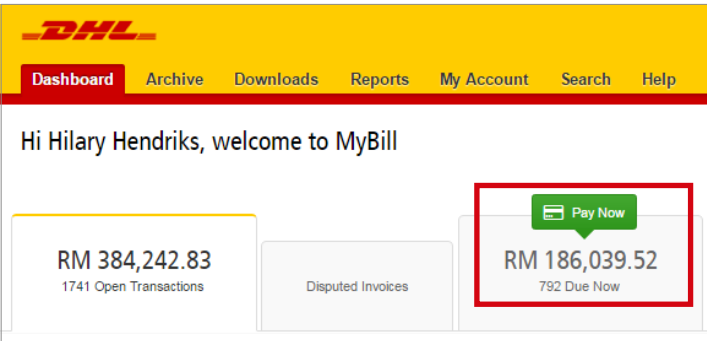 DHL
Dashboard Archive Downloads Reports My Account Search Help
Hi Hilary Hendriks, welcome to MyBill
Pay Now
RM 384,242.83
1741 Open Transactions
Disputed Invoices
RM 186,039.52
792 Due Now